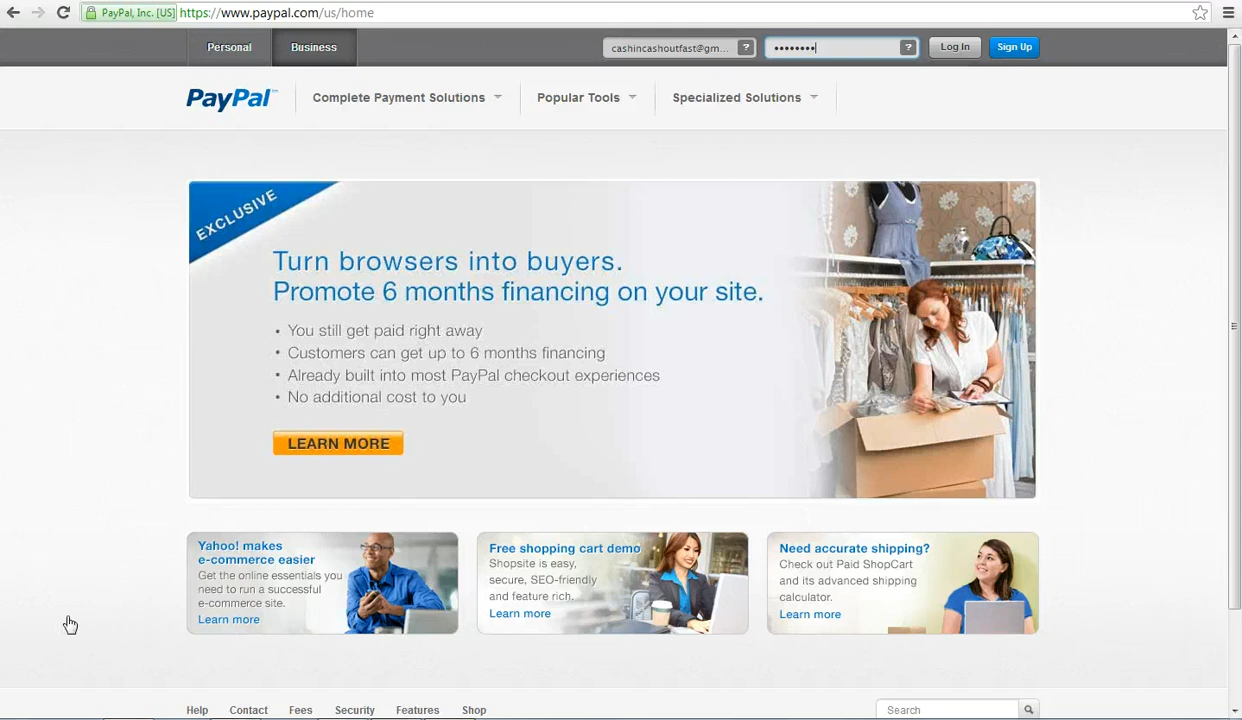 PayPal, Inc. [US] https://www.paypal.com/us/home
Personal Business cashincashoutfast@gm... ? •••••••• ? Log In Sign Up
PayPal™ Complete Payment Solutions Popular Tools Specialized Solutions
EXCLUSIVE
Turn browsers into buyers.
Promote 6 months financing on your site.
• You still get paid right away
• Customers can get up to 6 months financing
• Already built into most PayPal checkout experiences
• No additional cost to you
LEARN MORE
Yahoo! makes
e-commerce easier
Get the online essentials you
need to run a successful
e-commerce site.
Learn more
Free shopping cart demo
Shopsite is easy,
secure, SEO-friendly
and feature rich.
Learn more
Need accurate shipping?
Check out Paid ShopCart
and its advanced shipping
calculator.
Learn more
Help Contact Fees Security Features Shop Search